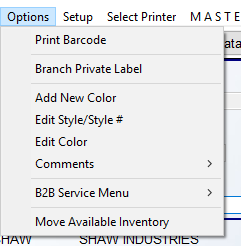 Options Setup Select Printer M A S T E
Print Barcode
Branch Private Label
Add New Color
Edit Style/Style #
Edit Color
Comments
B2B Service Menu
Move Available Inventory
SHAW INDUSTRIES